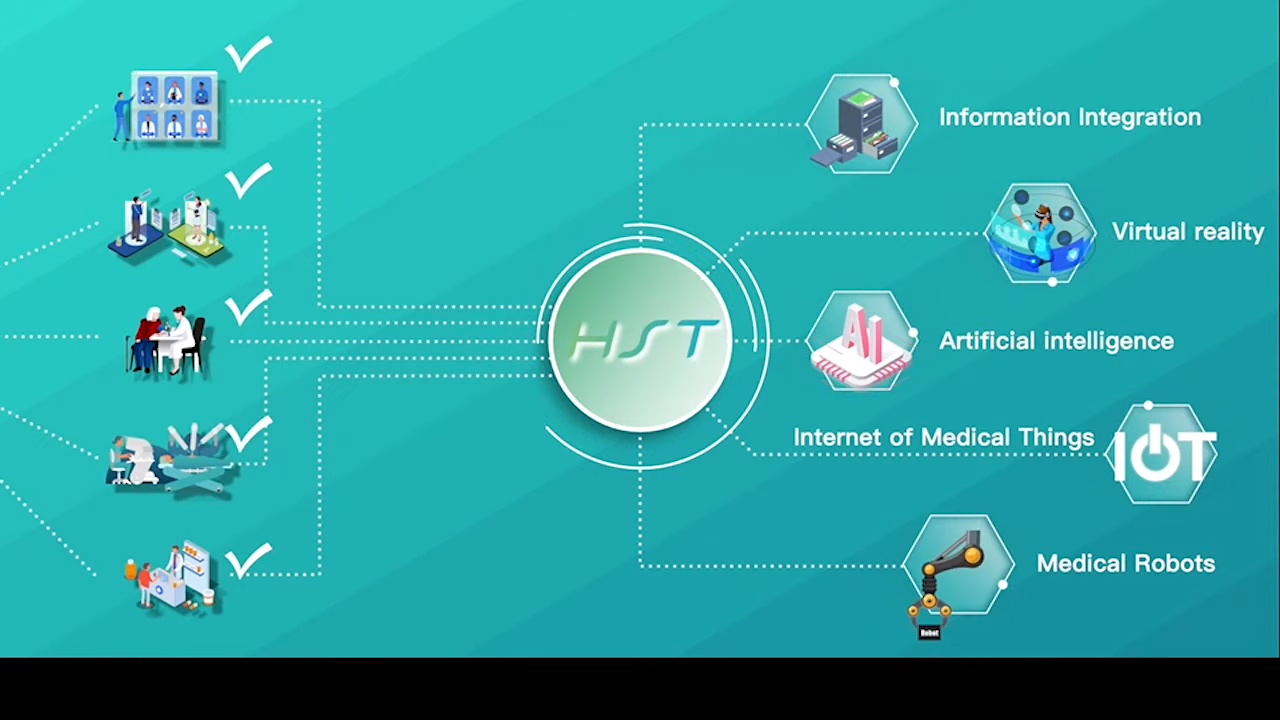 Information Integration
Virtual reality
HST
AI
Artificial intelligence
Internet of Medical Things
IOT
Medical Robots
Robot